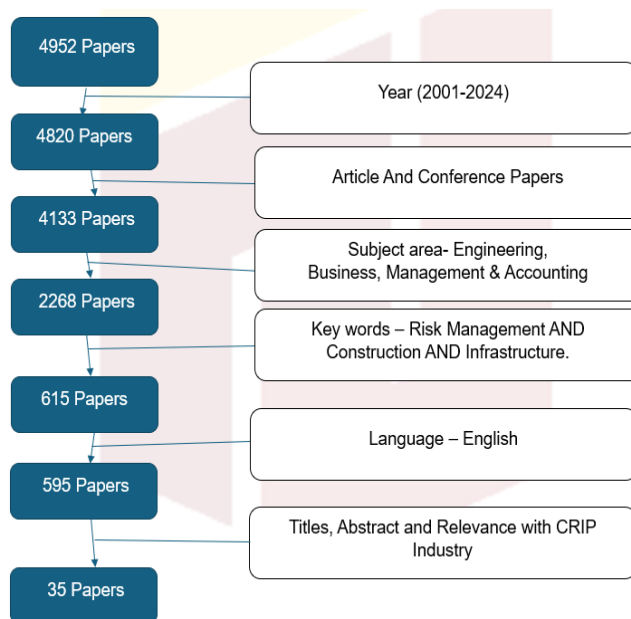 4952 Papers
Year (2001-2024)
4820 Papers
Article And Conference Papers
4133 Papers
Subject area- Engineering,
Business, Management & Accounting
2268 Papers
Key words – Risk Management AND
Construction AND Infrastructure.
615 Papers
Language – English
595 Papers
Titles, Abstract and Relevance with CRIP
Industry
35 Papers